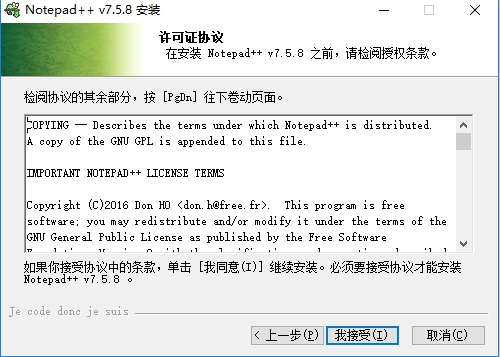 Notepad++ v7.5.8 安装
许可证协议
在安装 Notepad++ v7.5.8 之前，请检阅授权条款。
检阅协议的其余部分，按 [PgDn] 往下卷动页面。
COPYING -- Describes the terms under which Notepad++ is distributed.
A copy of the GNU GPL is appended to this file.
IMPORTANT NOTEPAD++ LICENSE TERMS
Copyright (C)2016 Don HO <don.h@free.fr>.  This program is free
software; you may redistribute and/or modify it under the terms of the
GNU General Public License as published by the Free Software
如果你接受协议中的条款，单击 [我同意(I)] 继续安装。必须要接受协议才能安装
Notepad++ v7.5.8 。
Je code donc je suis
< 上一步(P) 我接受(I) 取消(C)